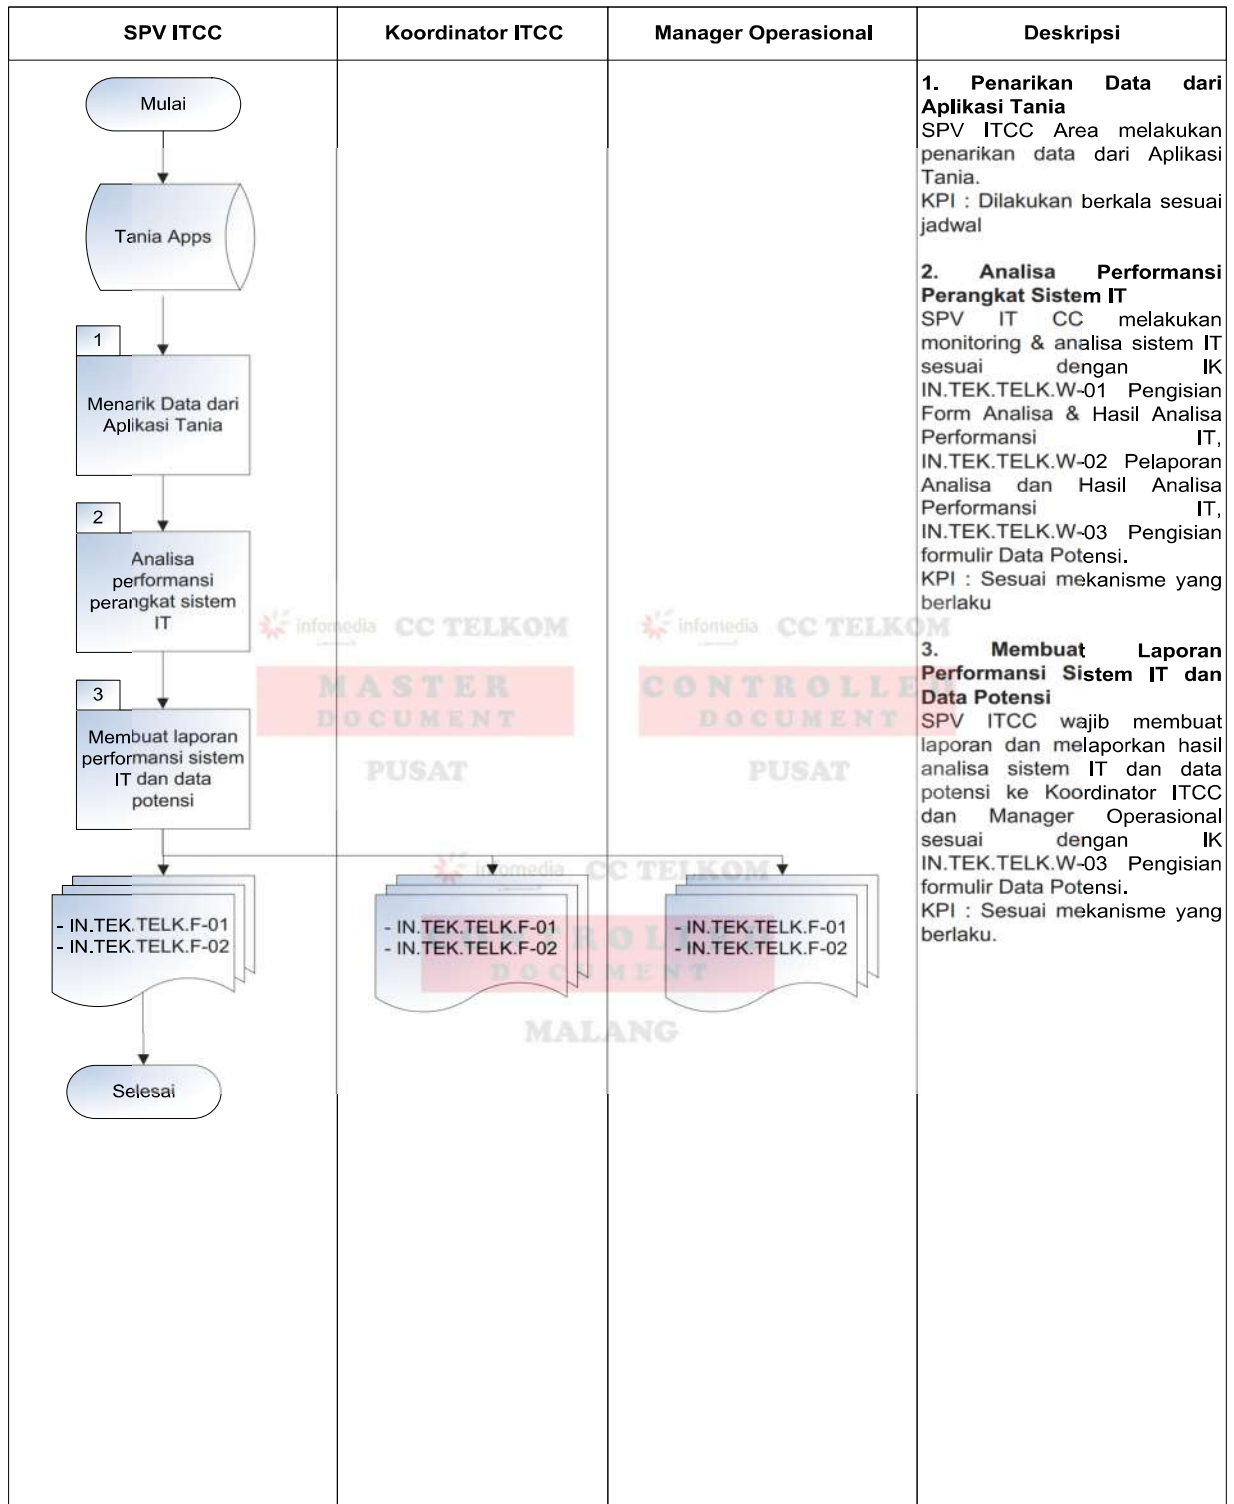 SPV ITCC
Koordinator ITCC
Manager Operasional
Deskripsi
Mulai
Tania Apps
1
Menarik Data dari
Aplikasi Tania
2
Analisa
performansi
perangkat sistem
IT
3
Membuat laporan
performansi sistem
IT dan data
potensi
- IN.TEK.TELK.F-01
- IN.TEK.TELK.F-02
Selesai
- IN.TEK.TELK.F-01
- IN.TEK.TELK.F-02
- IN.TEK.TELK.F-01
- IN.TEK.TELK.F-02
1. Penarikan Data dari
Aplikasi Tania
SPV ITCC Area melakukan
penarikan data dari Aplikasi
Tania.
KPI : Dilakukan berkala sesuai
jadwal
2. Analisa Performansi
Perangkat Sistem IT
SPV IT CC melakukan
monitoring & analisa sistem IT
sesuai dengan IK
IN.TEK.TELK.W-01 Pengisian
Form Analisa & Hasil Analisa
Performansi IT,
IN.TEK.TELK.W-02 Pelaporan
Analisa dan Hasil Analisa
Performansi IT,
IN.TEK.TELK.W-03 Pengisian
formulir Data Potensi.
KPI : Sesuai mekanisme yang
berlaku
3. Membuat Laporan
Performansi Sistem IT dan
Data Potensi
SPV ITCC wajib membuat
laporan dan melaporkan hasil
analisa sistem IT dan data
potensi ke Koordinator ITCC
dan Manager Operasional
sesuai dengan IK
IN.TEK.TELK.W-03 Pengisian
formulir Data Potensi.
KPI : Sesuai mekanisme yang
berlaku.
infomedia CC TELKOM
MASTER
DOCUMENT
PUSAT
infomedia CC TELKOM
CONTROLLED
DOCUMENT
PUSAT
infomedia CC TELKOM
CONTROLLED
DOCUMENT
MALANG